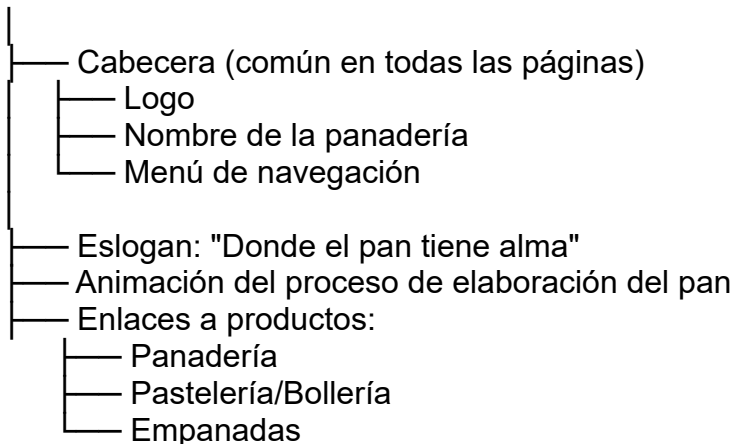 Cabecera (común en todas las páginas)
Logo
Nombre de la panadería
Menú de navegación
Eslogan: "Donde el pan tiene alma"
Animación del proceso de elaboración del pan
Enlaces a productos:
Panadería
Pastelería/Bollería
Empanadas